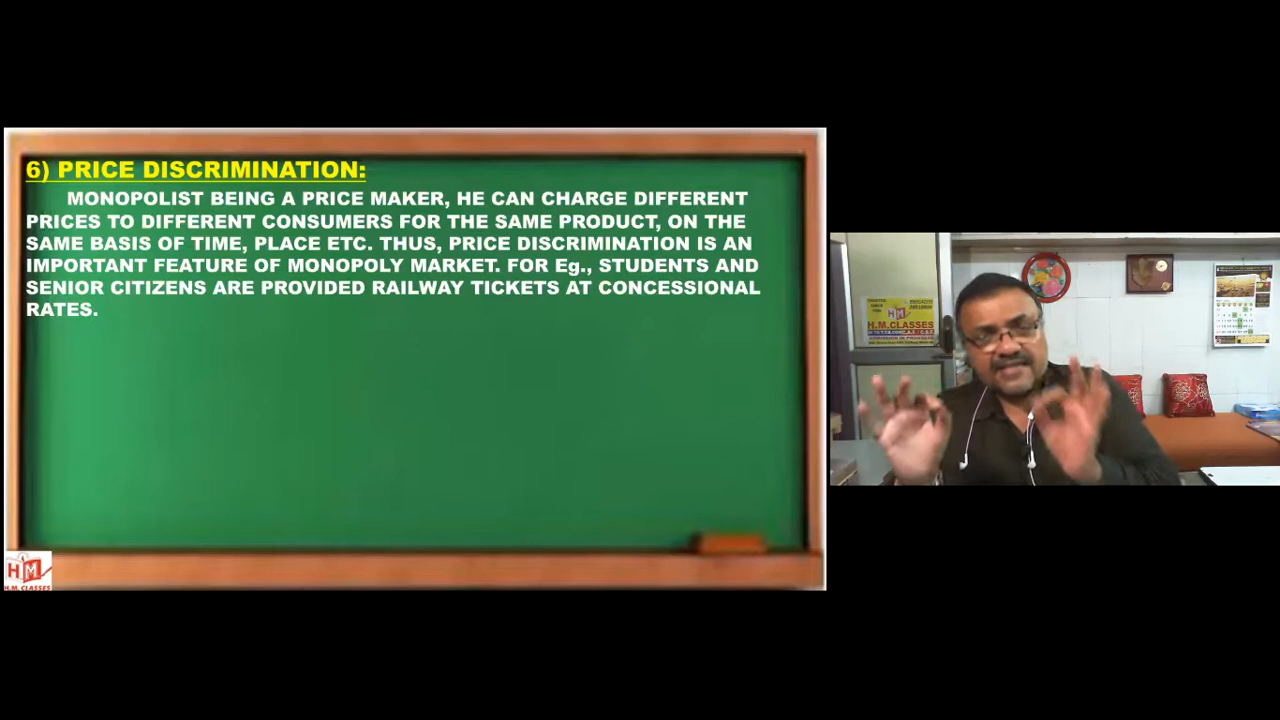 6) PRICE DISCRIMINATION:
MONOPOLIST BEING A PRICE MAKER, HE CAN CHARGE DIFFERENT
PRICES TO DIFFERENT CONSUMERS FOR THE SAME PRODUCT, ON THE
SAME BASIS OF TIME, PLACE ETC. THUS, PRICE DISCRIMINATION IS AN
IMPORTANT FEATURE OF MONOPOLY MARKET. FOR Eg., STUDENTS AND
SENIOR CITIZENS ARE PROVIDED RAILWAY TICKETS AT CONCESSIONAL
RATES.
HM
H.M. CLASSES
HM
H.M.CLASSES